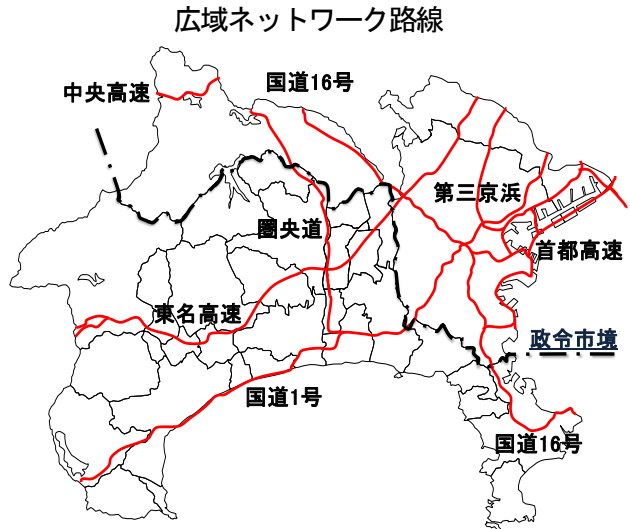 広域ネットワーク路線
国道16号
中央高速
第三京浜
圏央道
首都高速
東名高速
政令市境
国道1号
国道16号